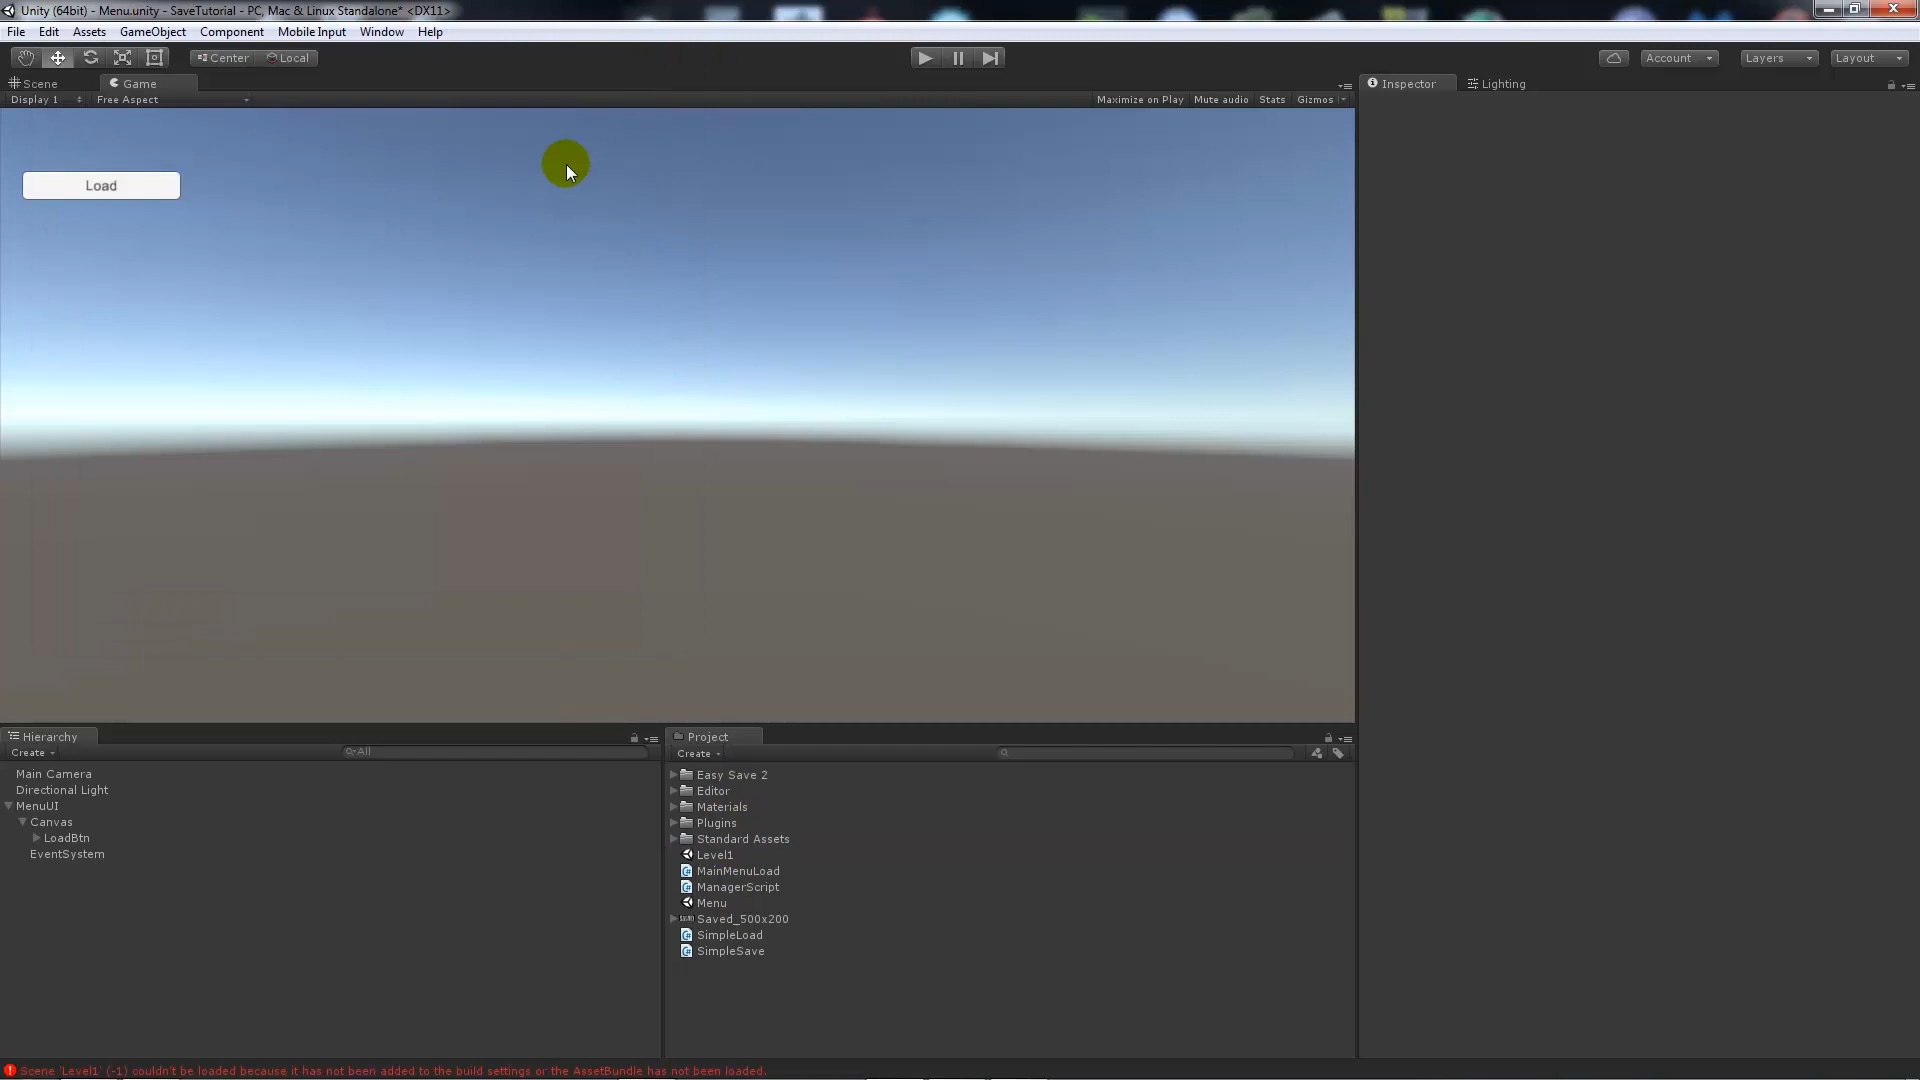 Unity (64bit) - Menu.unity - SaveTutorial - PC, Mac & Linux Standalone* <DX11>
File Edit Assets GameObject Component Mobile Input Window Help
Center Local Account Layers Layout
Scene Game Inspector Lighting
Display 1 Free Aspect Maximize on Play Mute audio Stats Gizmos
Load
Hierarchy
Create All
Main Camera
Directional Light
MenuUI
Canvas
LoadBtn
EventSystem
Project
Create
Easy Save 2
Editor
Materials
Plugins
Standard Assets
Level1
MainMenuLoad
ManagerScript
Menu
Saved_500x200
SimpleLoad
SimpleSave
Scene 'Level1' (-1) couldn't be loaded because it has not been added to the build settings or the AssetBundle has not been loaded.